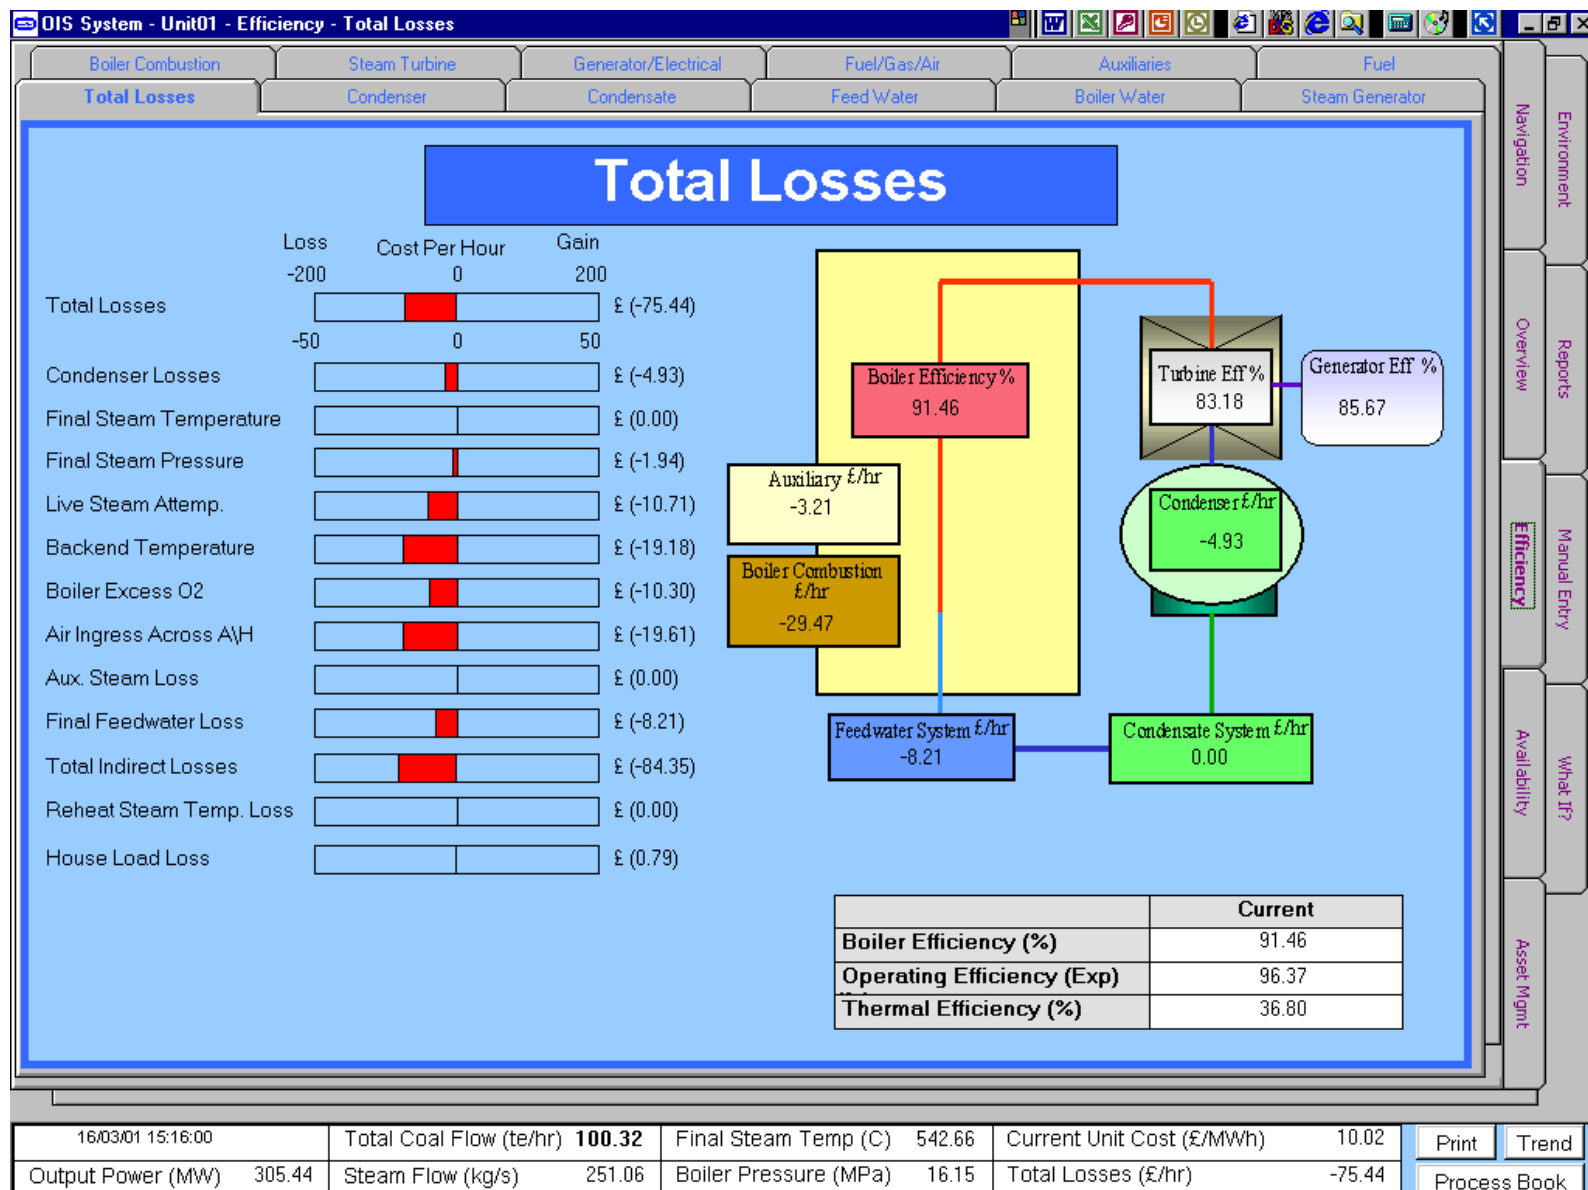 OIS System - Unit01 - Efficiency - Total Losses
Boiler Combustion Steam Turbine Generator/Electrical Fuel/Gas/Air Auxiliaries Fuel
Total Losses Condenser Condensate Feed Water Boiler Water Steam Generator
Total Losses
Loss Cost Per Hour Gain
-200 0 200
Total Losses £ (-75.44)
-50 0 50
Condenser Losses £ (-4.93)
Final Steam Temperature £ (0.00)
Final Steam Pressure £ (-1.94)
Live Steam Attemp. £ (-10.71)
Backend Temperature £ (-19.18)
Boiler Excess O2 £ (-10.30)
Air Ingress Across A\H £ (-19.61)
Aux. Steam Loss £ (0.00)
Final Feedwater Loss £ (-8.21)
Total Indirect Losses £ (-84.35)
Reheat Steam Temp. Loss £ (0.00)
House Load Loss £ (0.79)
Boiler Efficiency %
91.46
Turbine Eff %
83.18
Generator Eff %
85.67
Auxiliary £/hr
-3.21
Boiler Combustion
£/hr
-29.47
Condenser £/hr
-4.93
Feedwater System £/hr
-8.21
Condensate System £/hr
0.00
Current
Boiler Efficiency (%) 91.46
Operating Efficiency (Exp) 96.37
Thermal Efficiency (%) 36.80
Navigation
Overview
Efficiency
Availability
Asset Mgmt
Environment
Reports
Manual Entry
What If?
16/03/01 15:16:00 Total Coal Flow (te/hr) 100.32 Final Steam Temp (C) 542.66 Current Unit Cost (£/MWh) 10.02 Print Trend
Output Power (MW) 305.44 Steam Flow (kg/s) 251.06 Boiler Pressure (MPa) 16.15 Total Losses (£/hr) -75.44 Process Book